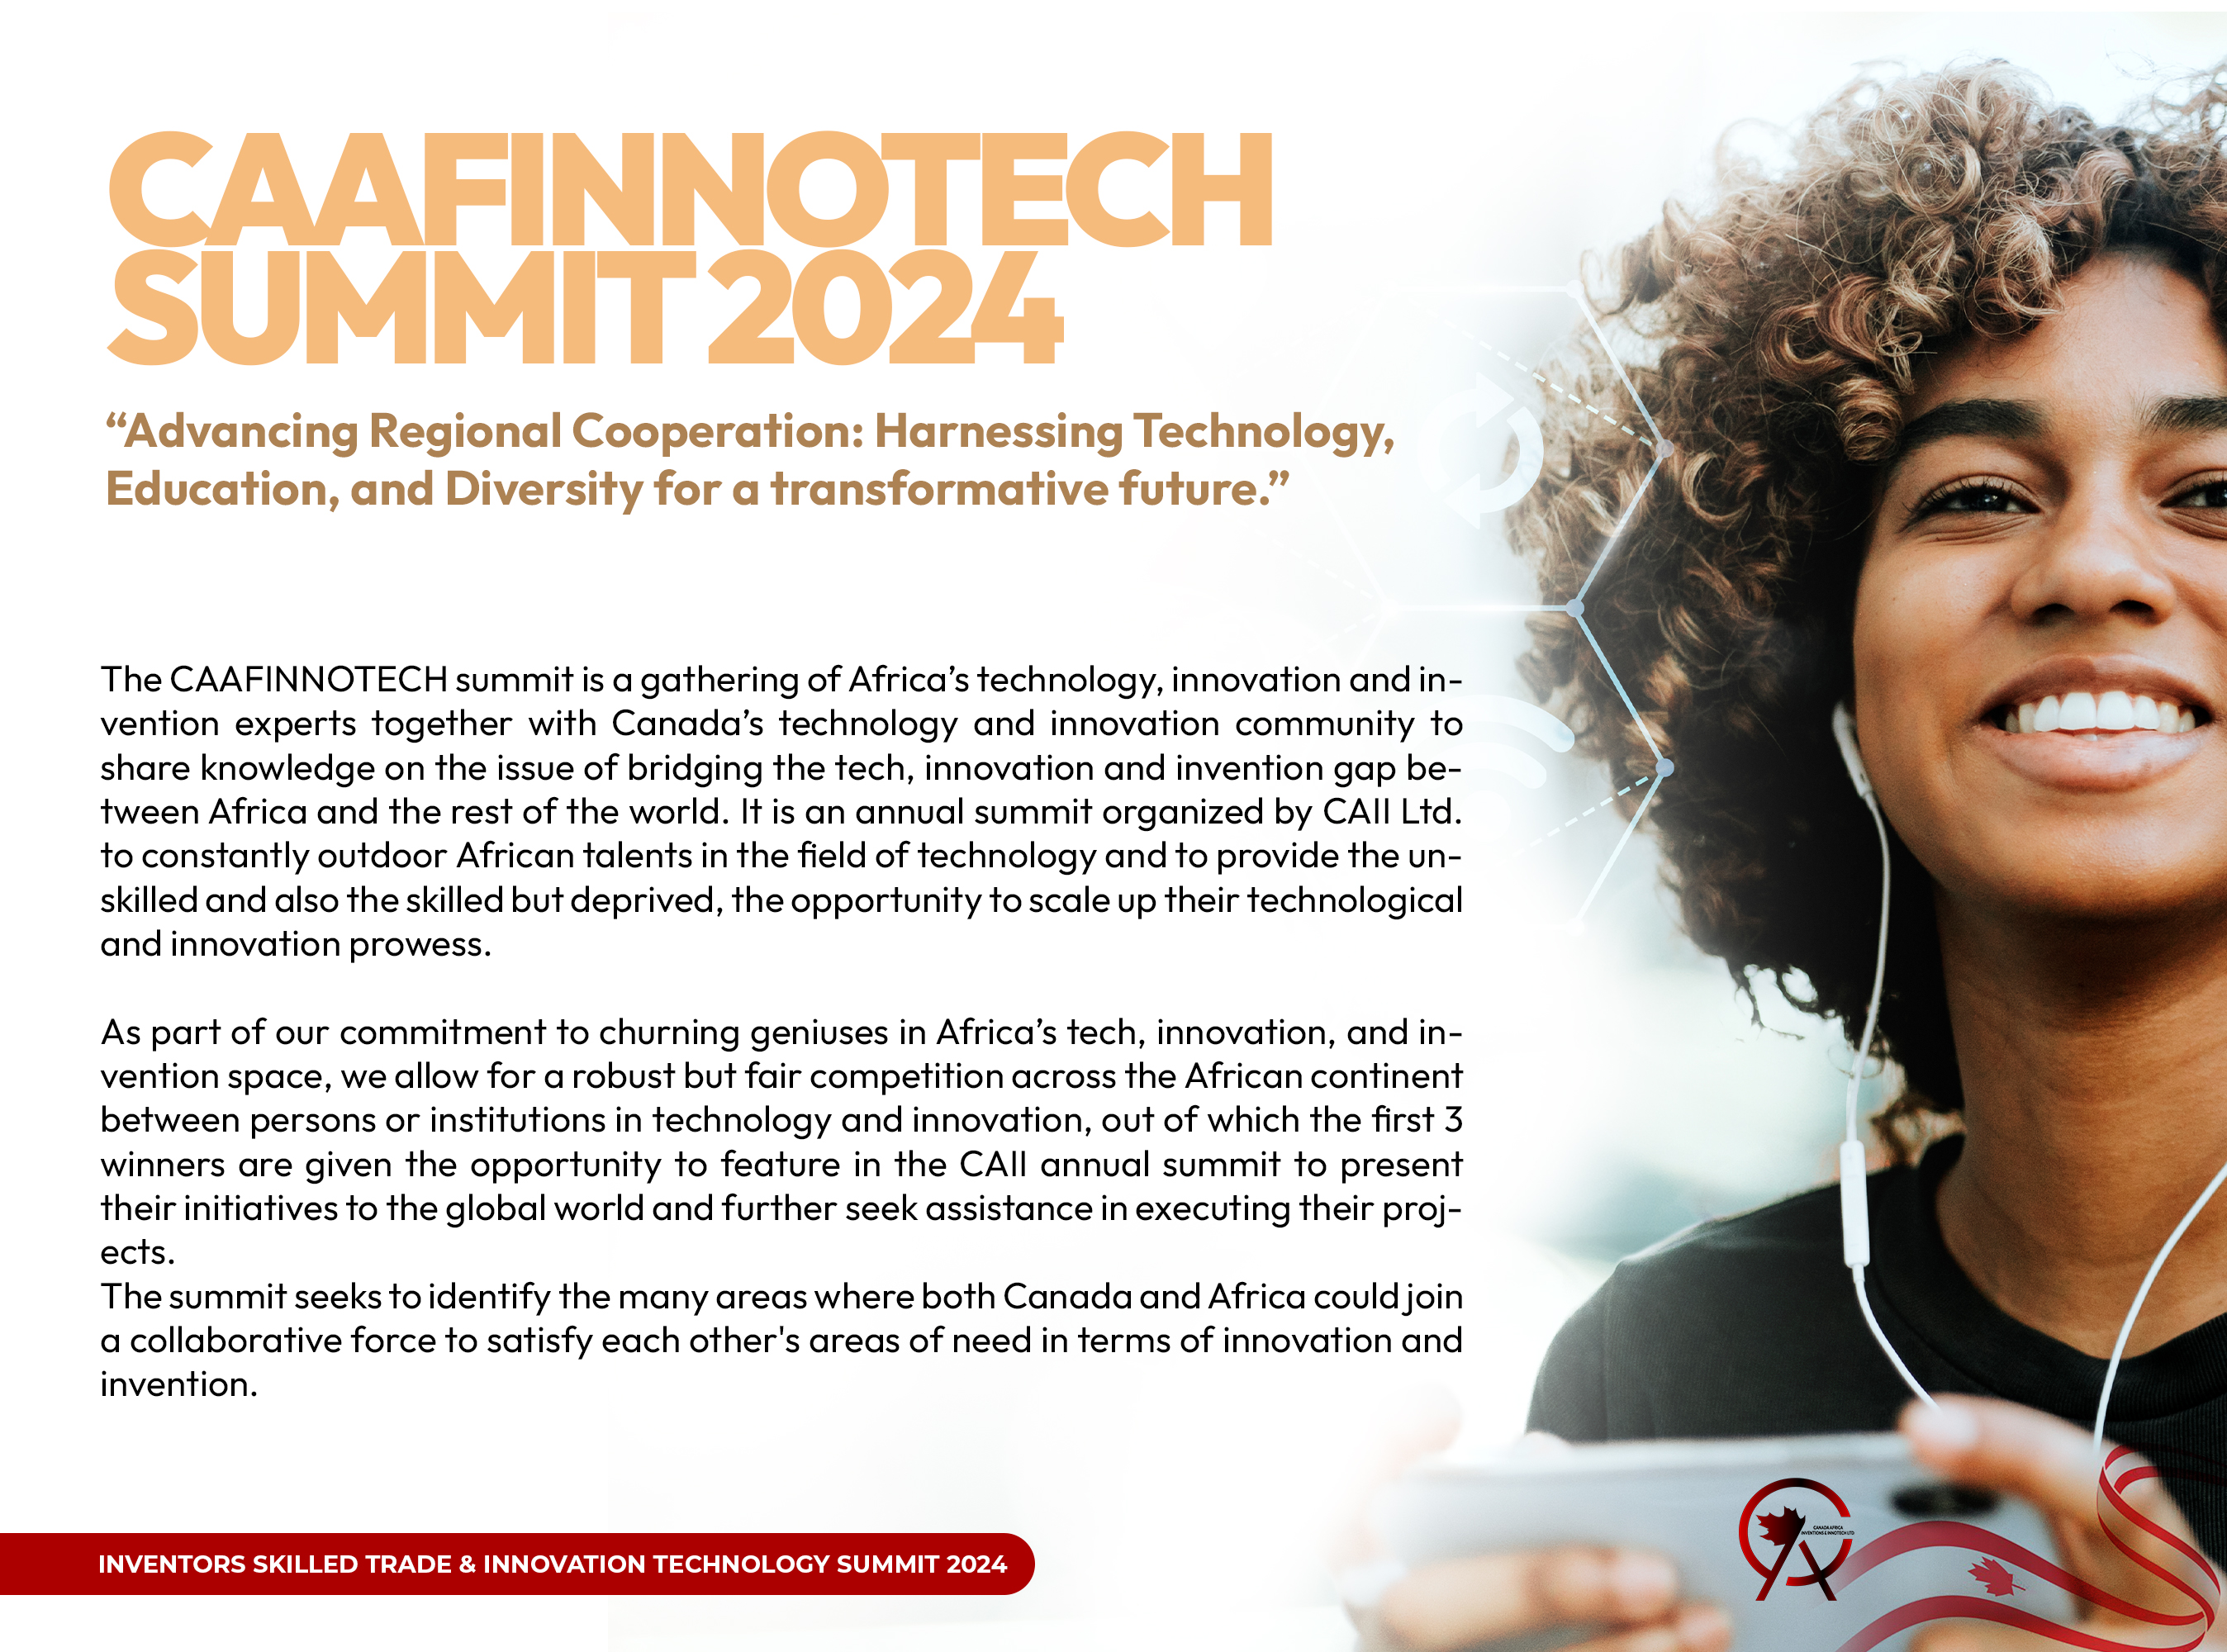 CAAFINNOTECH
SUMMIT 2024
“Advancing Regional Cooperation: Harnessing Technology,
Education, and Diversity for a transformative future.”
The CAAFINNOTECH summit is a gathering of Africa’s technology, innovation and in-
vention experts together with Canada’s technology and innovation community to
share knowledge on the issue of bridging the tech, innovation and invention gap be-
tween Africa and the rest of the world. It is an annual summit organized by CAII Ltd.
to constantly outdoor African talents in the field of technology and to provide the un-
skilled and also the skilled but deprived, the opportunity to scale up their technological
and innovation prowess.
As part of our commitment to churning geniuses in Africa’s tech, innovation, and in-
vention space, we allow for a robust but fair competition across the African continent
between persons or institutions in technology and innovation, out of which the first 3
winners are given the opportunity to feature in the CAII annual summit to present
their initiatives to the global world and further seek assistance in executing their proj-
ects.
The summit seeks to identify the many areas where both Canada and Africa could join
a collaborative force to satisfy each other's areas of need in terms of innovation and
invention.
CANADA AFRICA
INVENTIONS & INNOTECH LTD
INVENTORS SKILLED TRADE & INNOVATION TECHNOLOGY SUMMIT 2024